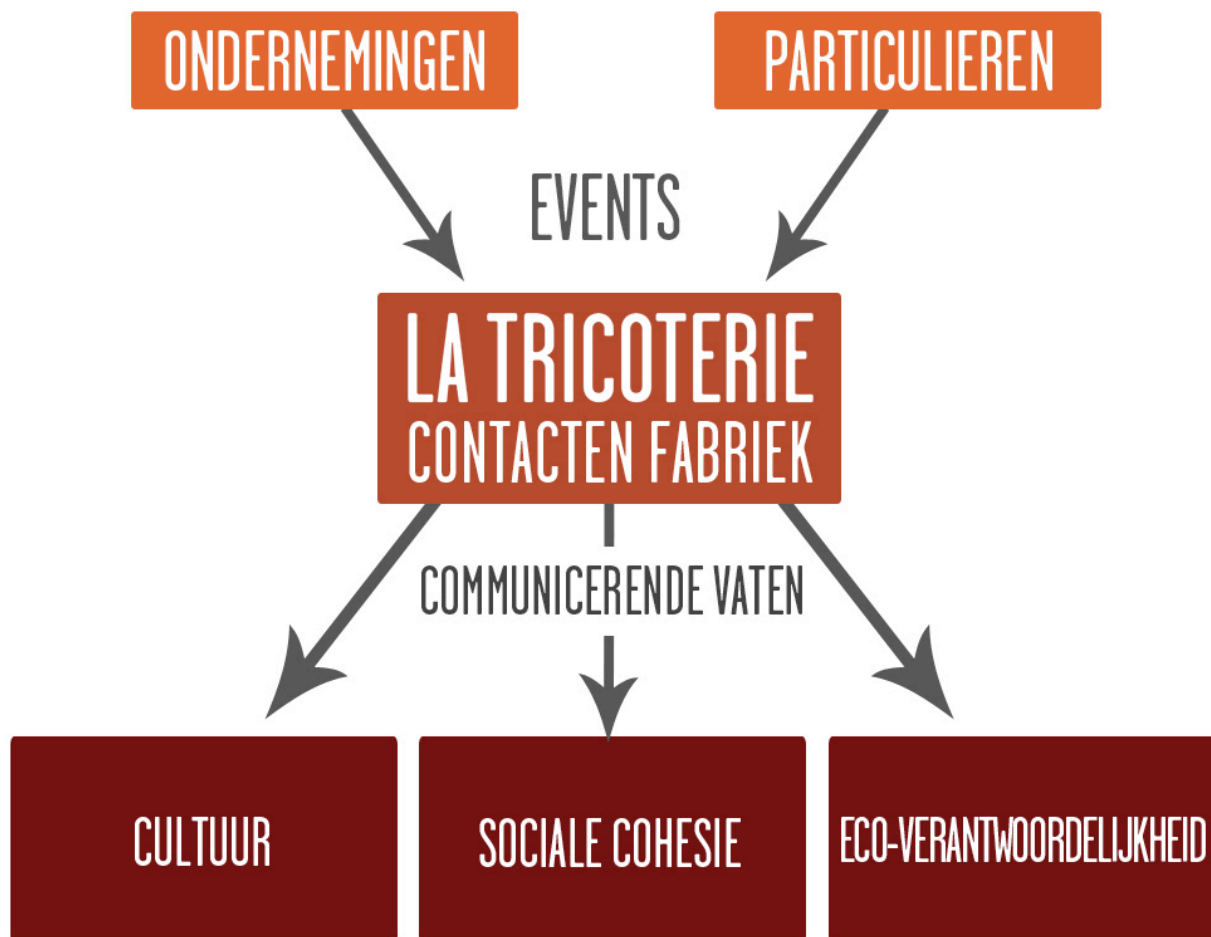 ONDERNEMINGEN
PARTICULIEREN
EVENTS
LA TRICOTERIE
CONTACTEN FABRIEK
COMMUNICERENDE VATEN
CULTUUR
SOCIALE COHESIE
ECO-VERANTWOORDELIJKHEID